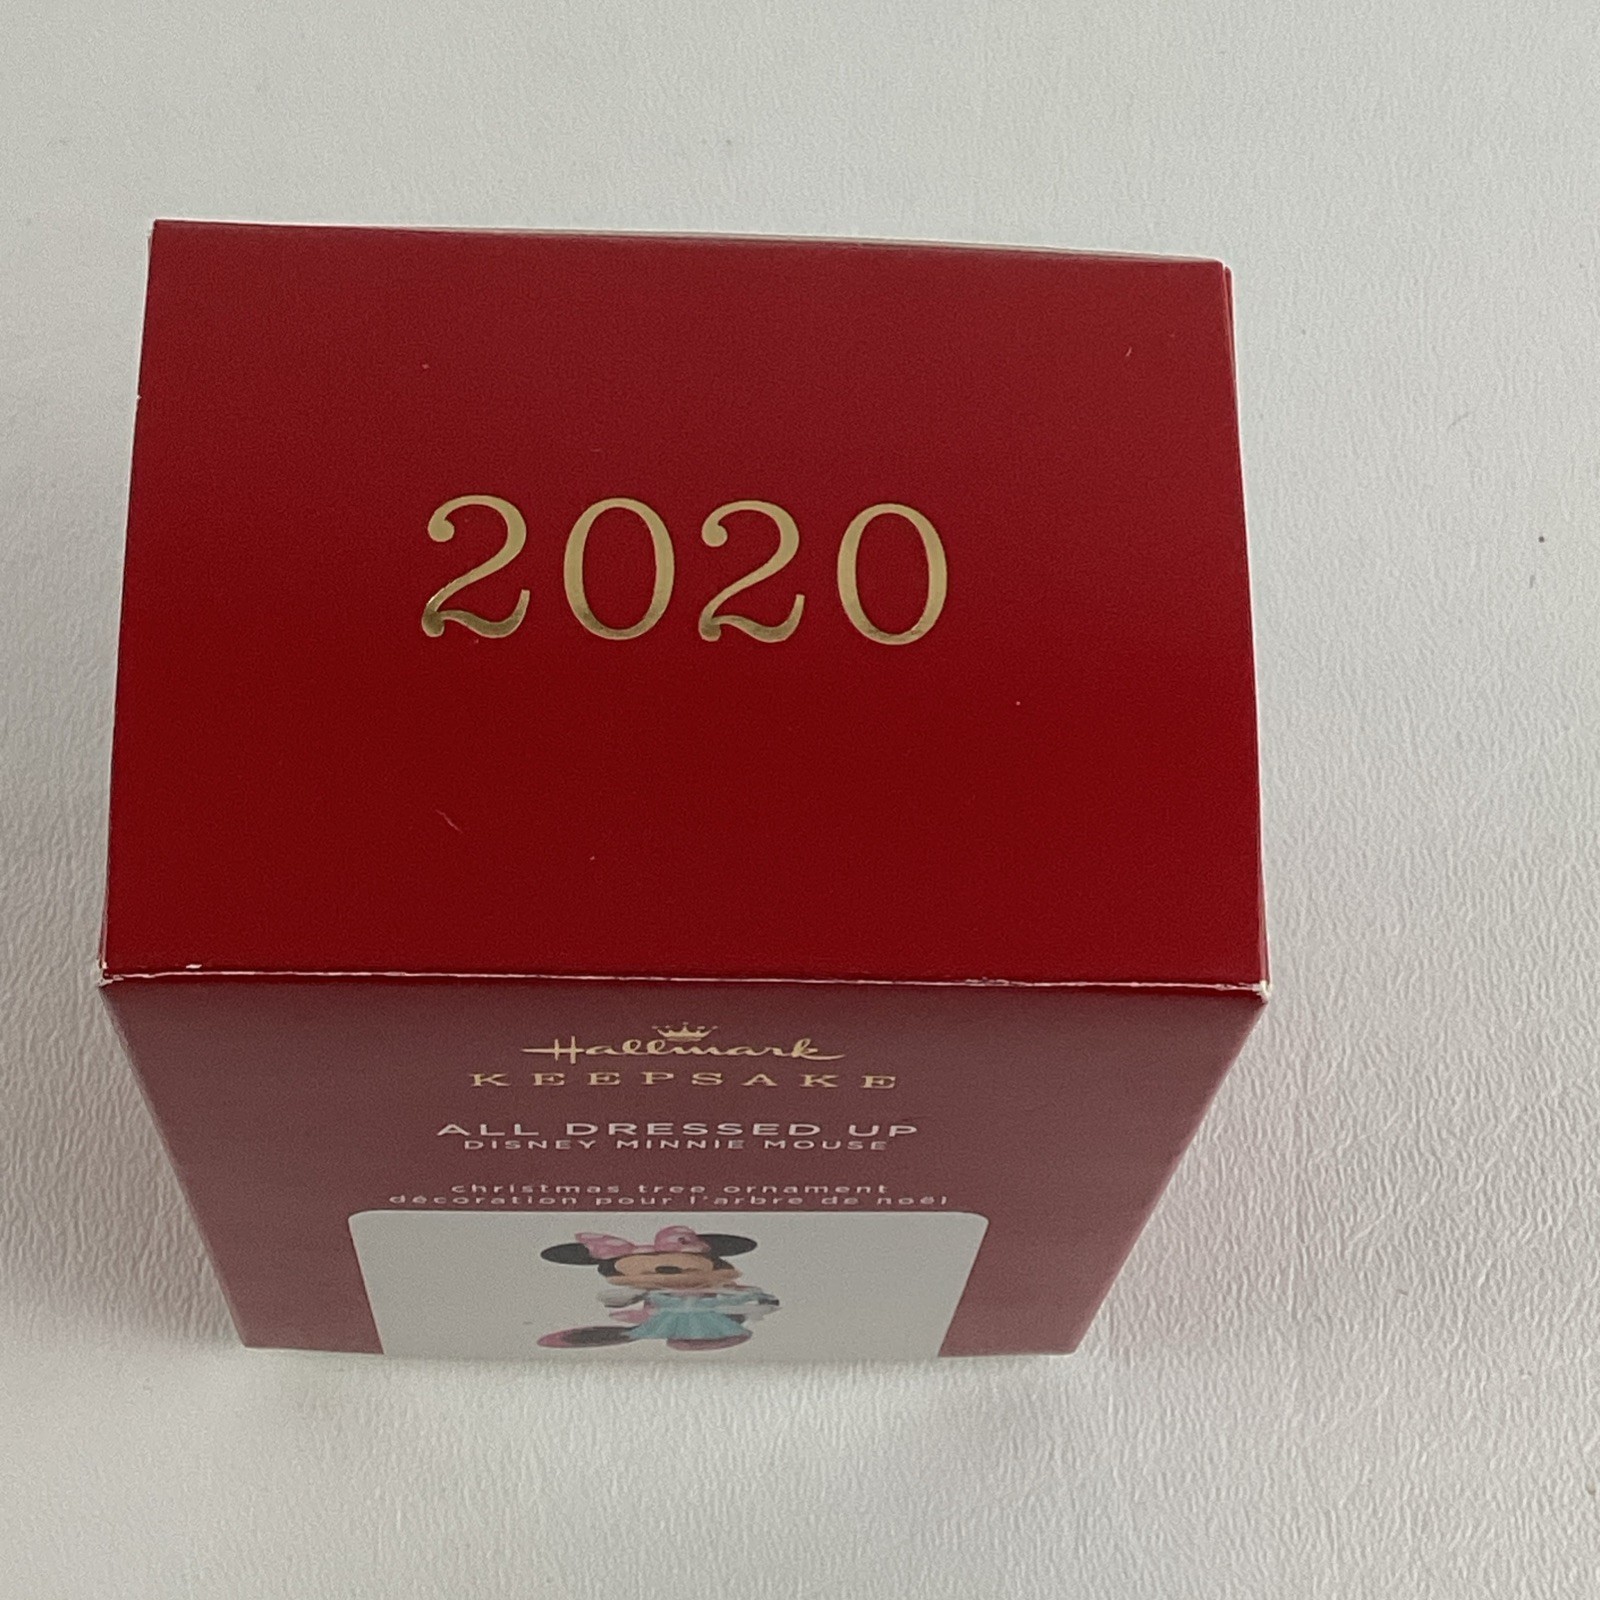 2020
Hallmark
KEEPSAKE
ALL DRESSED UP
DISNEY MINNIE MOUSE
christmas tree ornament
décoration pour l'arbre de noël